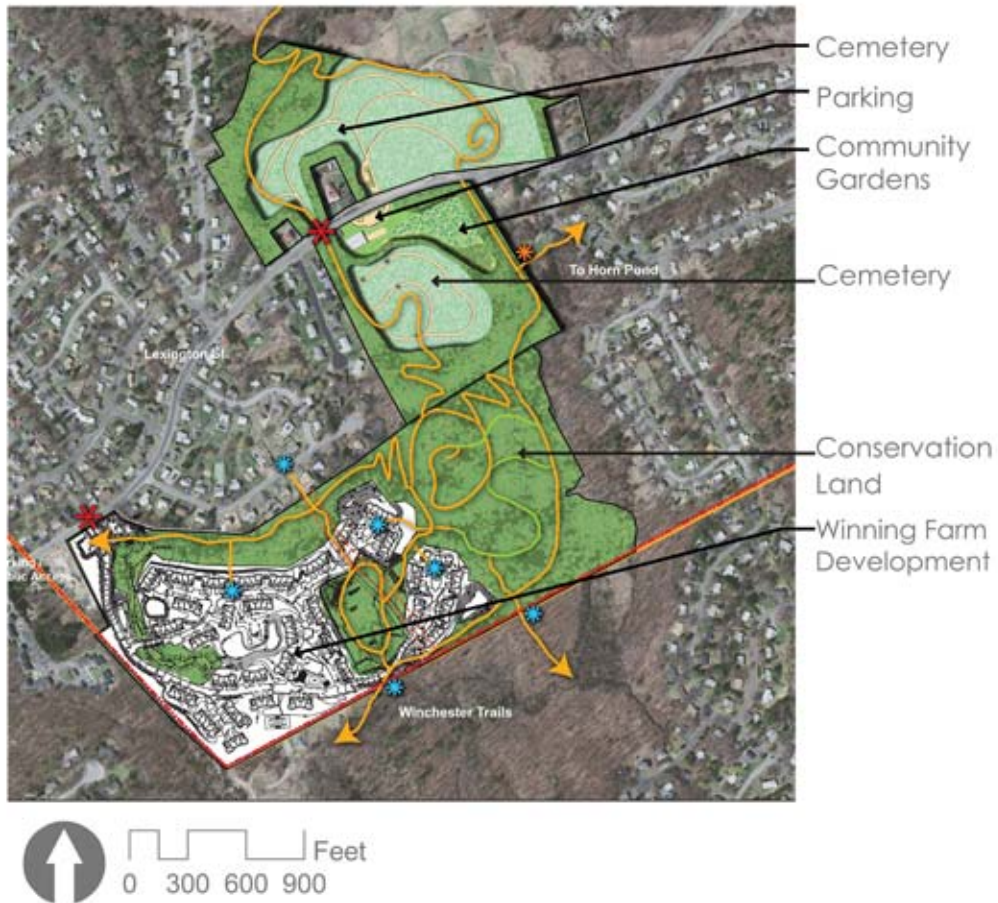 Cemetery
Parking
Community
Gardens
To Horn Pond
Cemetery
Lexington St.
Conservation
Land
Winning Farm
Development
Winchester Trails
Feet
0 300 600 900